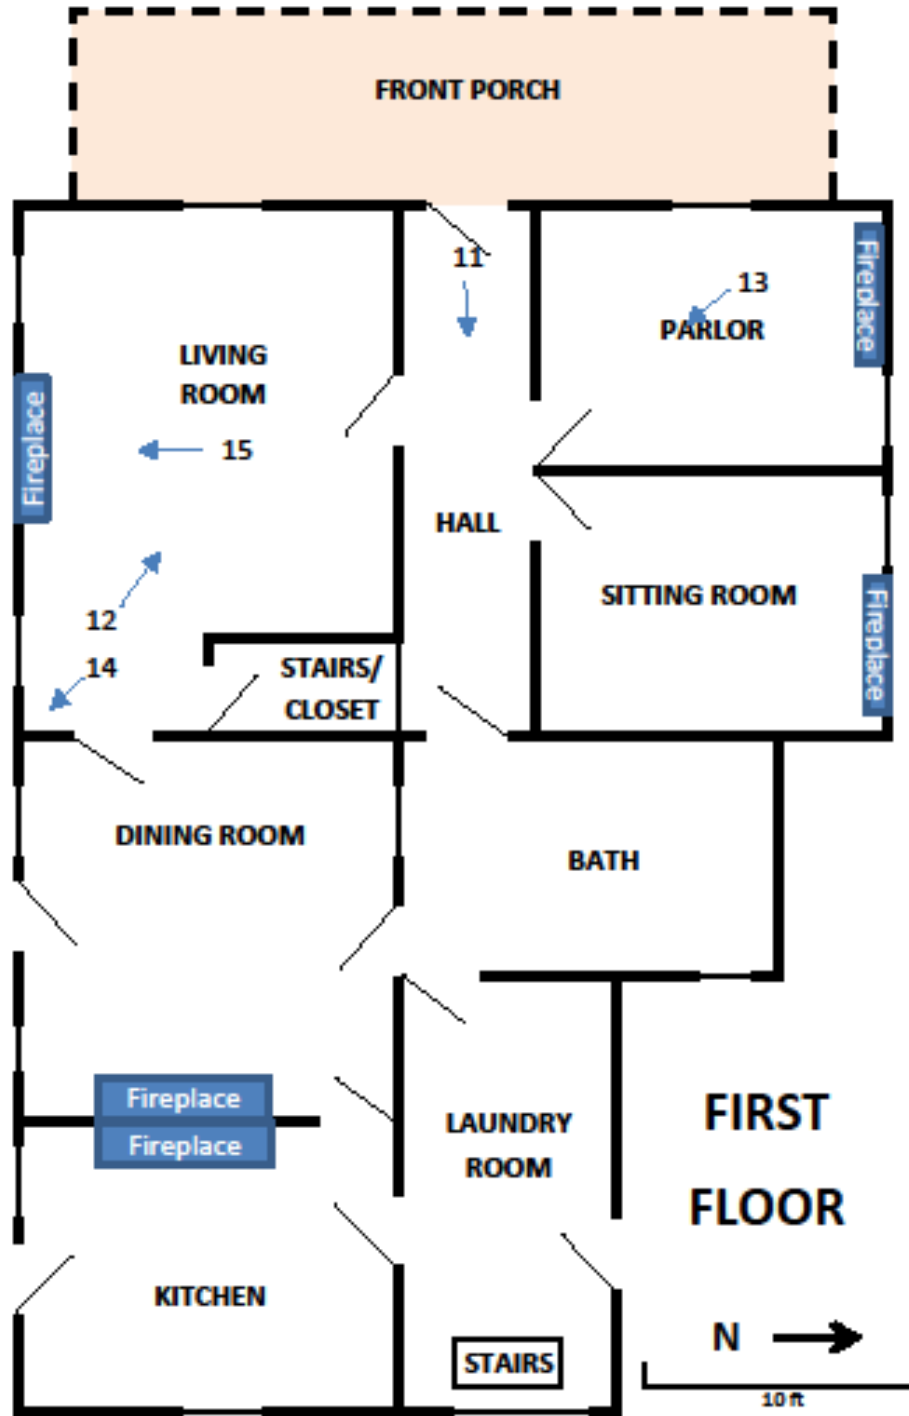 FRONT PORCH
11
13
Fireplace
PARLOR
LIVING
ROOM
Fireplace
15
HALL
SITTING ROOM
Fireplace
12
14
STAIRS/
CLOSET
DINING ROOM
BATH
Fireplace
Fireplace
LAUNDRY
ROOM
FIRST
FLOOR
KITCHEN
N
STAIRS
10 ft